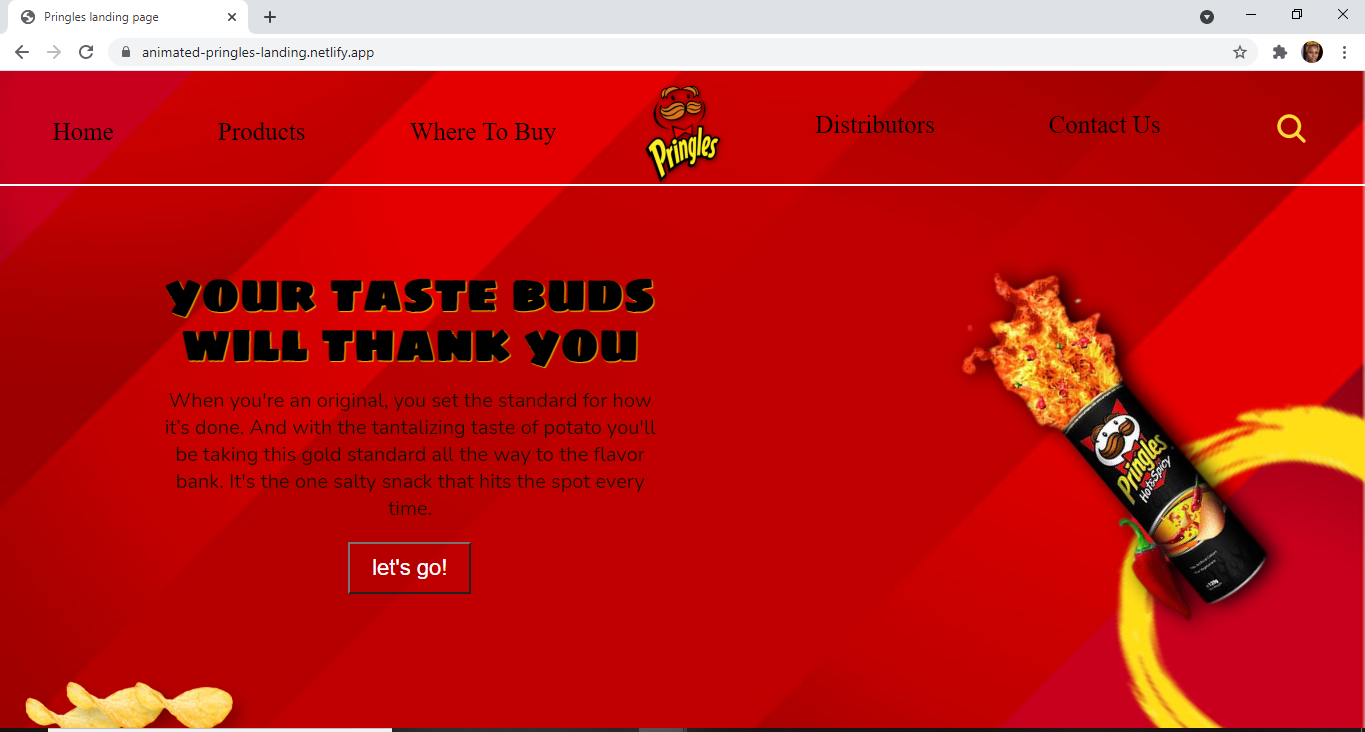 Pringles landing page
animated-pringles-landing.netlify.app
Home
Products
Where To Buy
Pringles
Distributors
Contact Us
YOUR TASTE BUDS
WILL THANK YOU
When you're an original, you set the standard for how
it's done. And with the tantalizing taste of potato you'll
be taking this gold standard all the way to the flavor
bank. It's the one salty snack that hits the spot every
time.
let's go!
Pringles
Hot&Spicy